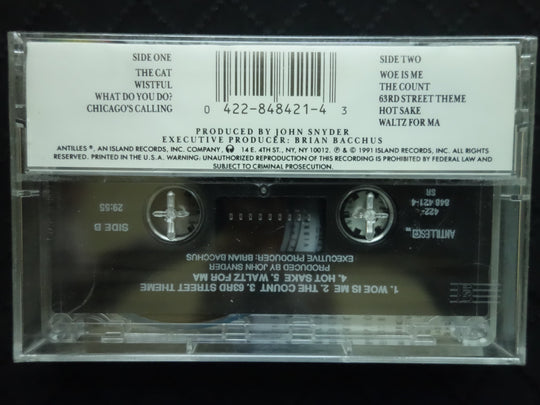 SIDE ONE
THE CAT
WISTFUL
WHAT DO YOU DO?
CHICAGO'S CALLING
SIDE TWO
WOE IS ME
THE COUNT
63RD STREET THEME
HOT SAKE
WALTZ FOR MA
0 422-848421-4 3
PRODUCED BY JOHN SNYDER
EXECUTIVE PRODUCER: BRIAN BACCHUS
ANTILLES ®, AN ISLAND RECORDS, INC. COMPANY, 14 E. 4TH ST., NY, NY 10012. ℗ & © 1991 ISLAND RECORDS, INC. ALL RIGHTS
RESERVED. PRINTED IN THE U.S.A. WARNING: UNAUTHORIZED REPRODUCTION OF THIS RECORDING IS PROHIBITED BY FEDERAL LAW AND
SUBJECT TO CRIMINAL PROSECUTION.
1. WOE IS ME 2. THE COUNT 3. 63RD STREET THEME
4. HOT SAKE 5. WALTZ FOR MA
PRODUCED BY JOHN SNYDER
EXECUTIVE PRODUCER: BRIAN BACCHUS
ANTILLES
422-
848 421-4
SR
SIDE B
29:55